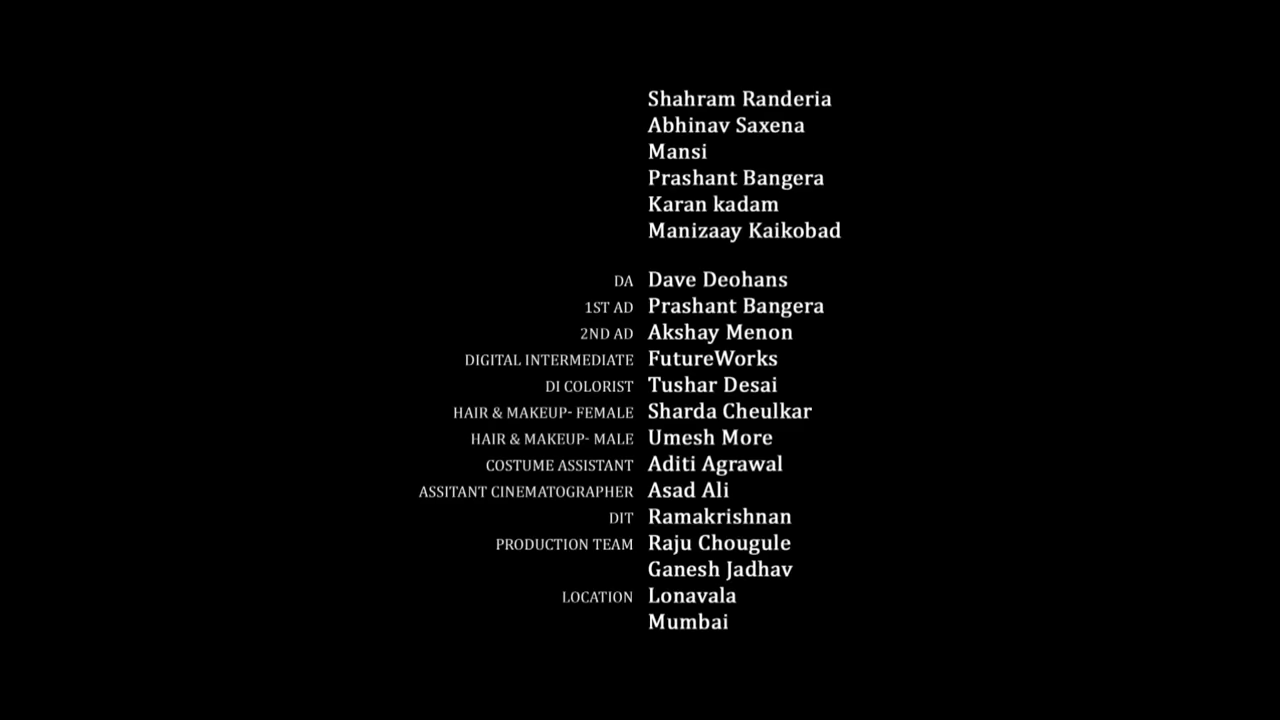 Shahram Randeria
Abhinav Saxena
Mansi
Prashant Bangera
Karan kadam
Manizaay Kaikobad
DA Dave Deohans
1ST AD Prashant Bangera
2ND AD Akshay Menon
DIGITAL INTERMEDIATE FutureWorks
DI COLORIST Tushar Desai
HAIR & MAKEUP- FEMALE Sharda Cheulkar
HAIR & MAKEUP- MALE Umesh More
COSTUME ASSISTANT Aditi Agrawal
ASSITANT CINEMATOGRAPHER Asad Ali
DIT Ramakrishnan
PRODUCTION TEAM Raju Chougule
Ganesh Jadhav
LOCATION Lonavala
Mumbai